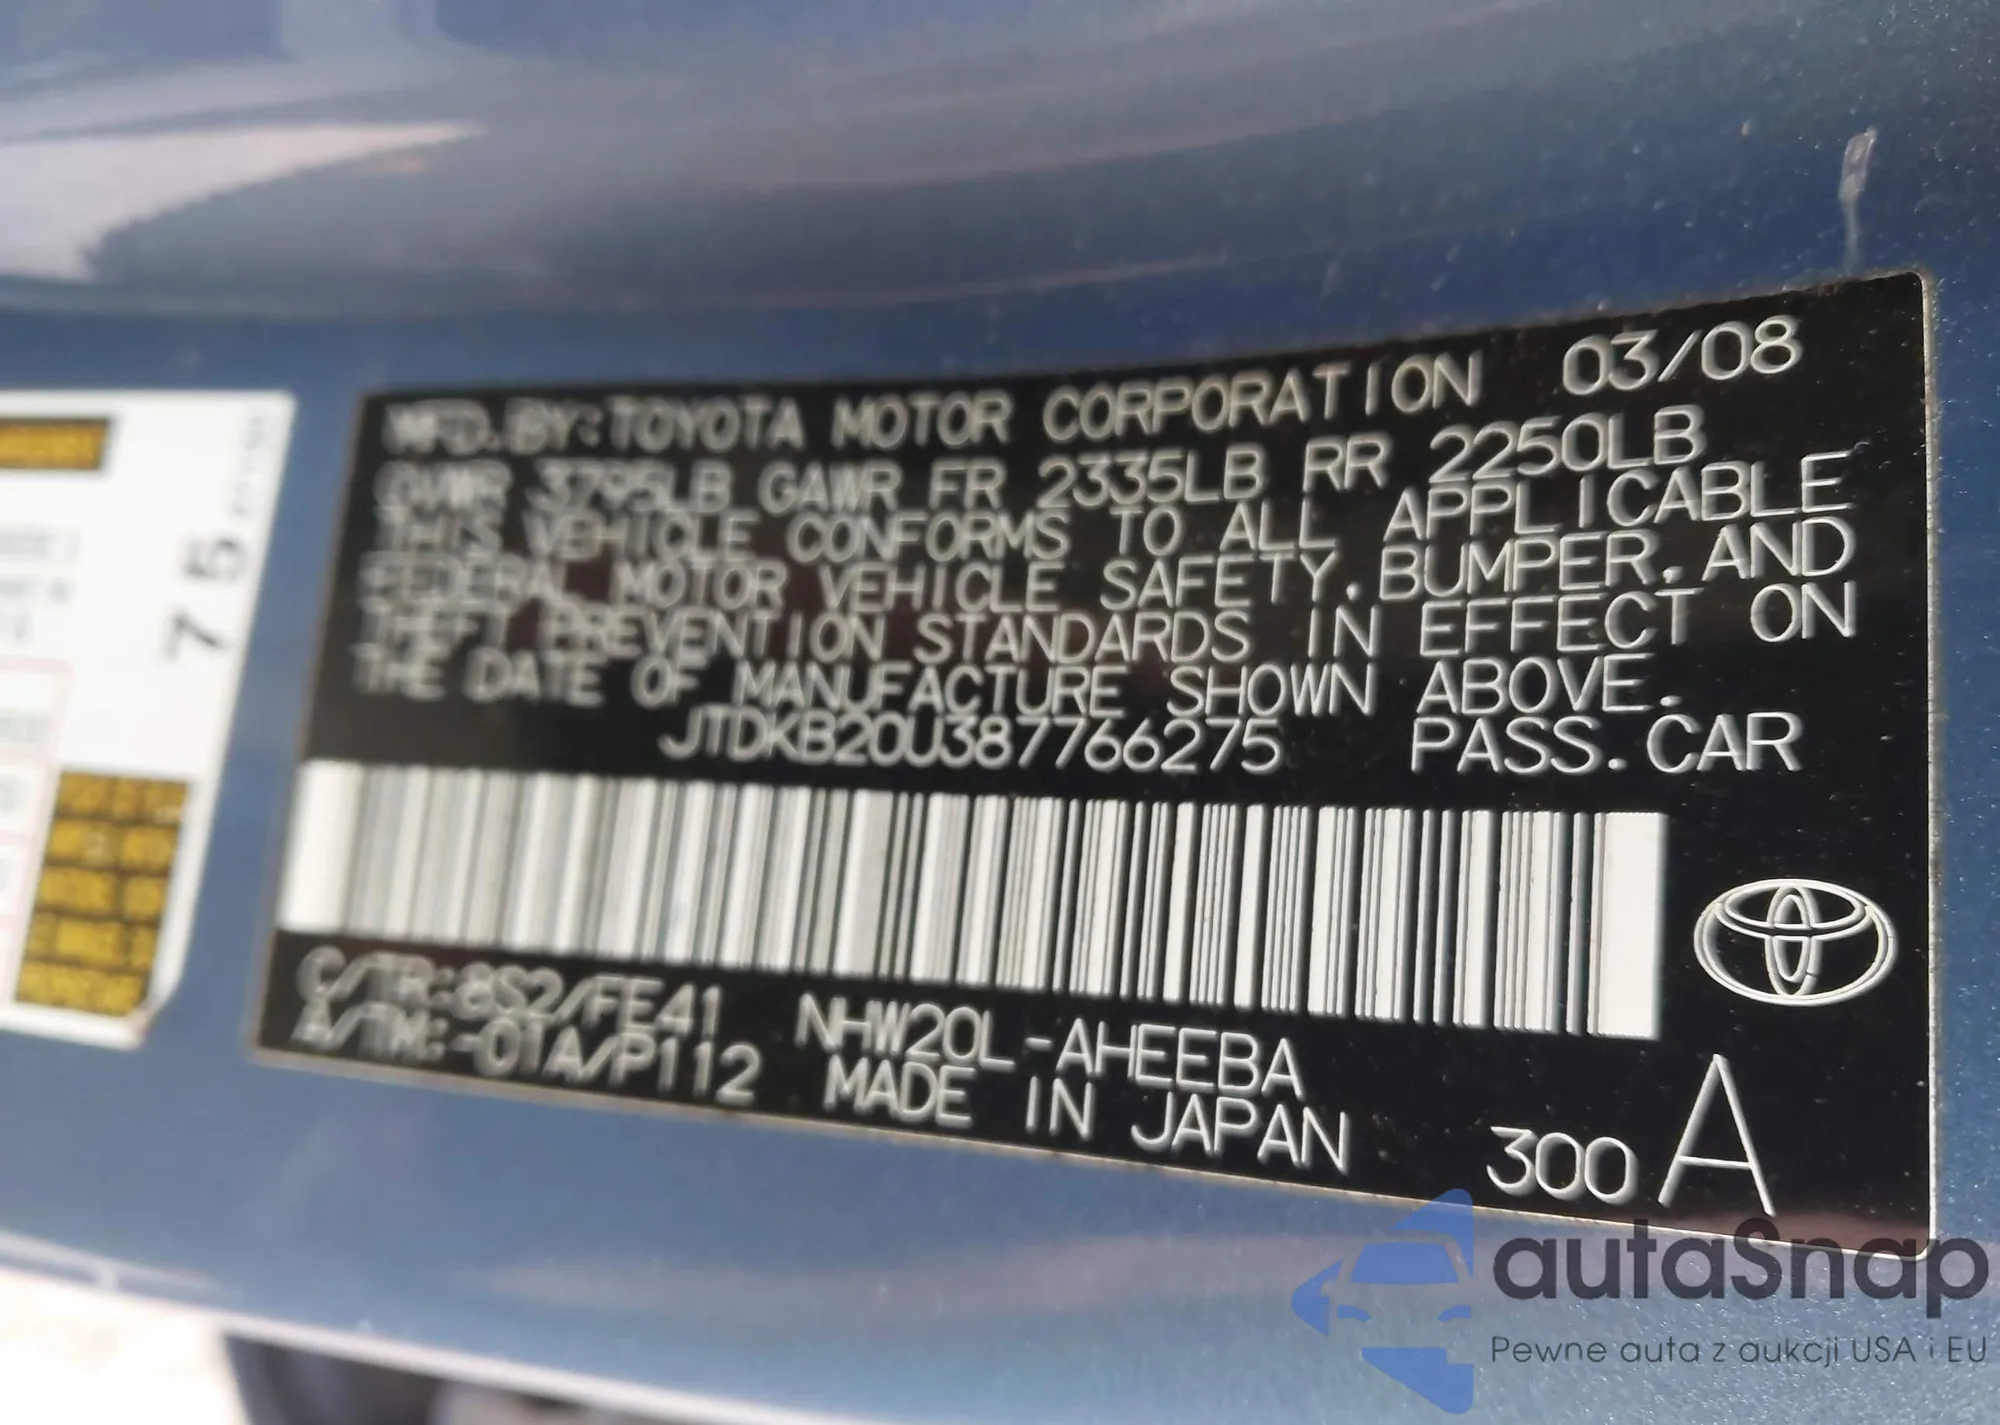 MFD.BY:TOYOTA MOTOR CORPORATION 03/08
GVWR 3795LB GAWR FR 2335LB RR 2250LB
THIS VEHICLE CONFORMS TO ALL APPLICABLE
FEDERAL MOTOR VEHICLE SAFETY,BUMPER,AND
THEFT PREVENTION STANDARDS IN EFFECT ON
THE DATE OF MANUFACTURE SHOWN ABOVE.
JTDKB20U387766275 PASS.CAR
C/TR:8S2/FE41 NHW20L-AHEEBA
A/TM:-01A/P112 MADE IN JAPAN
300 A
75
autaSnap
Pewne auta z aukcji USA i EU